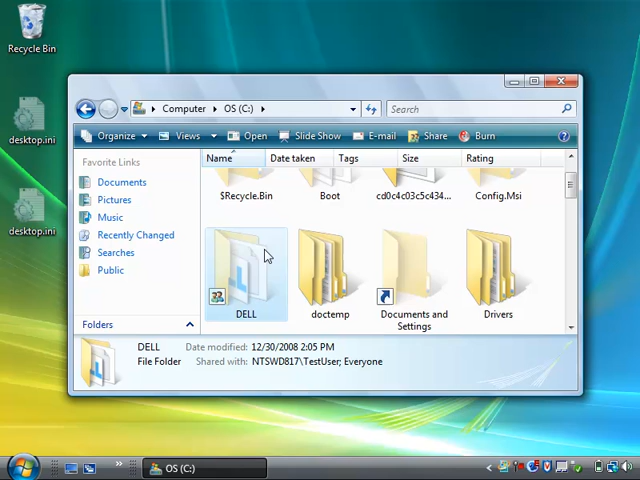 Recycle Bin
desktop.ini
desktop.ini
Computer OS (C:)
Search
Organize Views Open Slide Show E-mail Share Burn
Favorite Links
Documents
Pictures
Music
Recently Changed
Searches
Public
Folders
Name Date taken Tags Size Rating
$Recycle.Bin Boot cd0c4c03c5c434... Config.Msi
DELL doctemp Documents and Settings Drivers
DELL Date modified: 12/30/2008 2:05 PM
File Folder Shared with: NTSWD817\TestUser; Everyone
OS (C:)